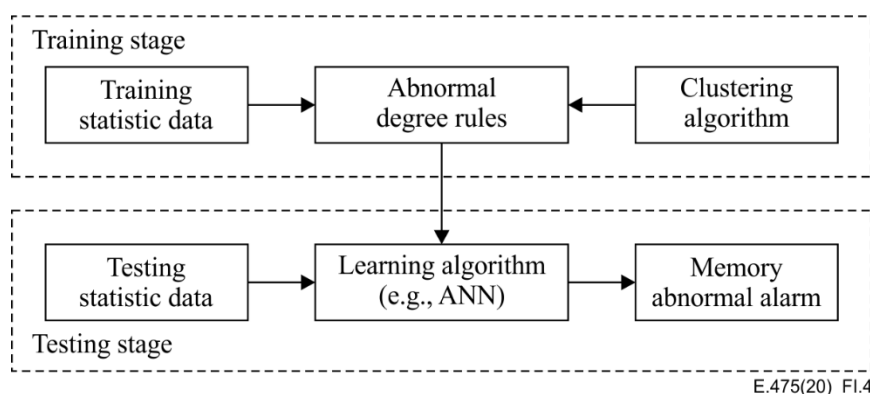 Training stage
Training
statistic data
Abnormal
degree rules
Clustering
algorithm
Testing
statistic data
Learning algorithm
(e.g., ANN)
Memory
abnormal alarm
Testing stage
E.475(20)_FI.4